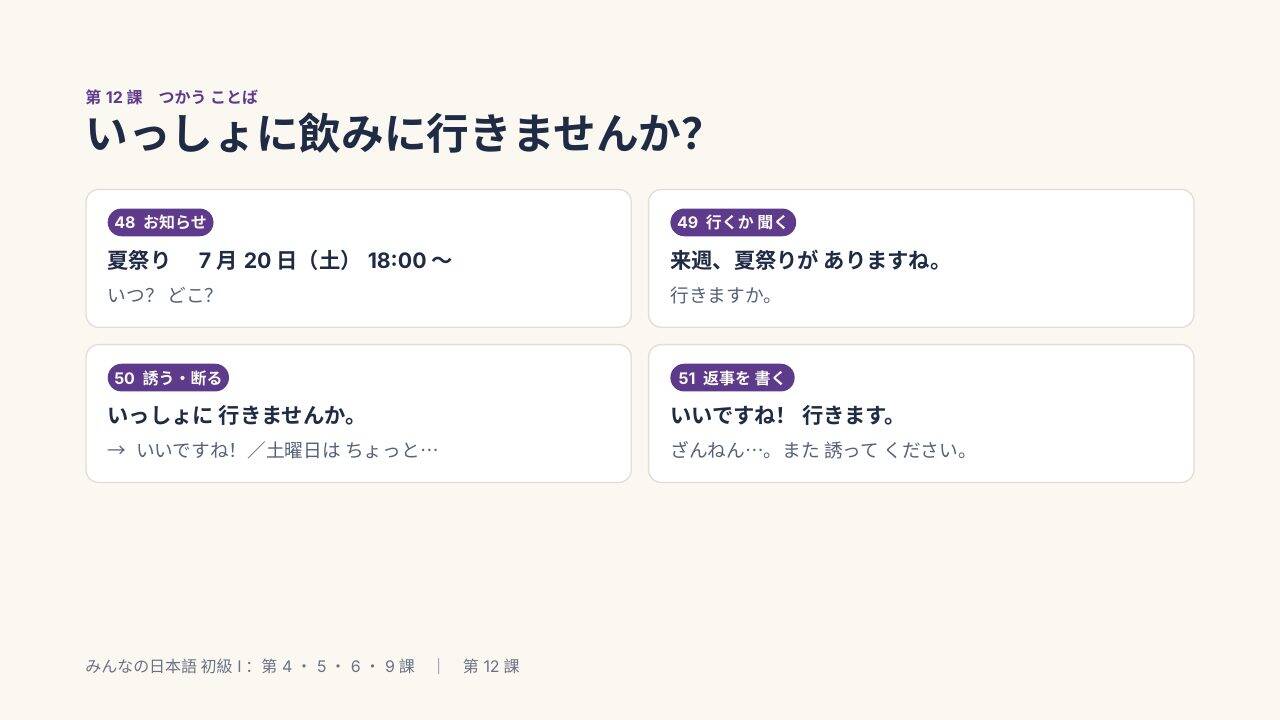 第 12 課　つかう ことば
いっしょに飲みに行きませんか?
48 お知らせ
夏祭り　７月 20 日（土） 18:00 〜
いつ? どこ?
49 行くか 聞く
来週、夏祭りが ありますね。
行きますか。
50 誘う・断る
いっしょに 行きませんか。
→ いいですね! ／土曜日は ちょっと…
51 返事を 書く
いいですね! 行きます。
ざんねん…。また 誘って ください。
みんなの日本語 初級 I： 第 4 ・ 5 ・ 6 ・ 9 課　｜　第 12 課